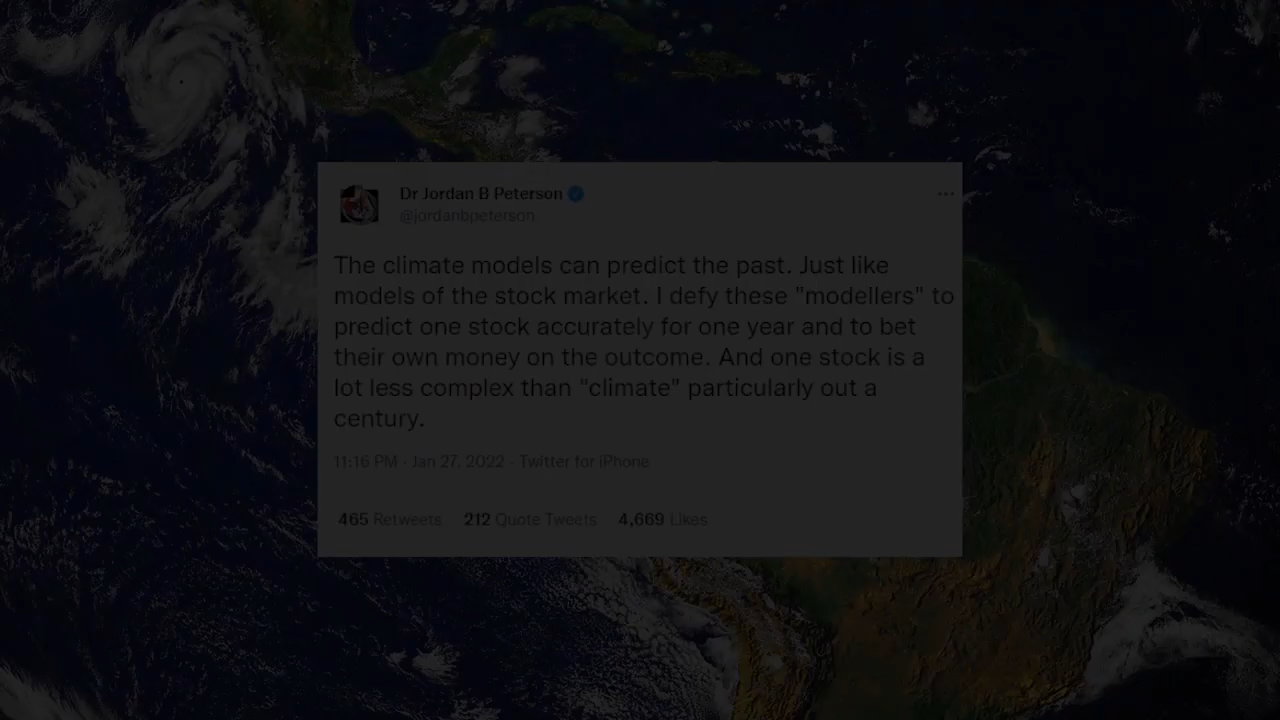 Dr Jordan B Peterson
@jordanbpeterson
The climate models can predict the past. Just like
models of the stock market. I defy these "modellers" to
predict one stock accurately for one year and to bet
their own money on the outcome. And one stock is a
lot less complex than "climate" particularly out a
century.
11:16 PM · Jan 27, 2022 · Twitter for iPhone
465 Retweets 212 Quote Tweets 4,669 Likes